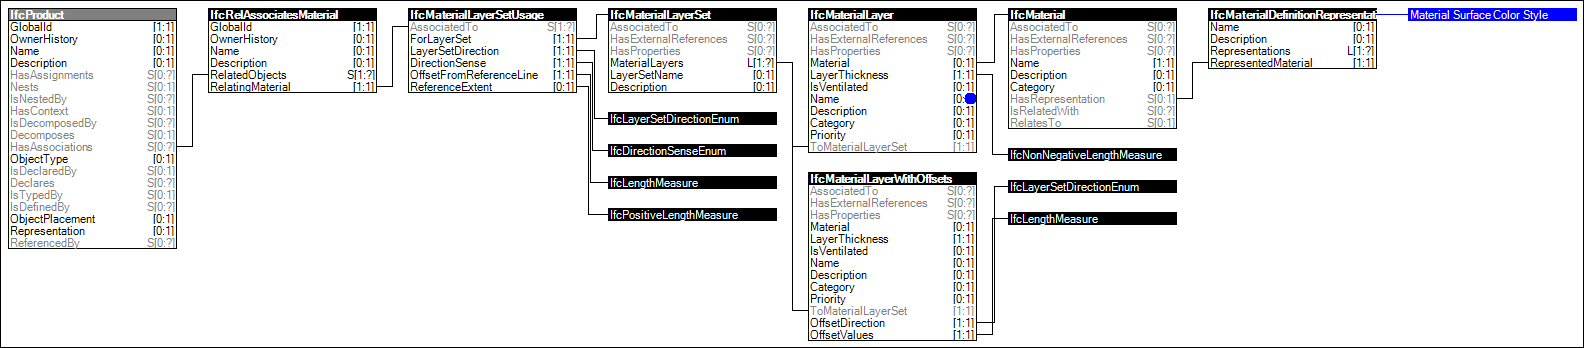 IfcProduct
GlobalId [1:1]
OwnerHistory [0:1]
Name [0:1]
Description [0:1]
HasAssignments S[0:?]
Nests S[0:1]
IsNestedBy S[0:?]
HasContext S[0:1]
IsDecomposedBy S[0:?]
Decomposes S[0:1]
HasAssociations S[0:?]
ObjectType [0:1]
IsDeclaredBy S[0:1]
Declares S[0:?]
IsTypedBy S[0:1]
IsDefinedBy S[0:?]
ObjectPlacement [0:1]
Representation [0:1]
ReferencedBy S[0:?]
IfcRelAssociatesMaterial
GlobalId [1:1]
OwnerHistory [0:1]
Name [0:1]
Description [0:1]
RelatedObjects S[1:?]
RelatingMaterial [1:1]
IfcMaterialLayerSetUsage
AssociatedTo S[1:?]
ForLayerSet [1:1]
LayerSetDirection [1:1]
DirectionSense [1:1]
OffsetFromReferenceLine [1:1]
ReferenceExtent [0:1]
IfcMaterialLayerSet
AssociatedTo S[0:?]
HasExternalReferences S[0:?]
HasProperties S[0:?]
MaterialLayers L[1:?]
LayerSetName [0:1]
Description [0:1]
IfcLayerSetDirectionEnum
IfcDirectionSenseEnum
IfcLengthMeasure
IfcPositiveLengthMeasure
IfcMaterialLayer
AssociatedTo S[0:?]
HasExternalReferences S[0:?]
HasProperties S[0:?]
Material [0:1]
LayerThickness [1:1]
IsVentilated [0:1]
Name [0:
Description [0:1]
Category [0:1]
Priority [0:1]
ToMaterialLayerSet [1:1]
IfcMaterialLayerWithOffsets
AssociatedTo S[0:?]
HasExternalReferences S[0:?]
HasProperties S[0:?]
Material [0:1]
LayerThickness [1:1]
IsVentilated [0:1]
Name [0:1]
Description [0:1]
Category [0:1]
Priority [0:1]
ToMaterialLayerSet [1:1]
OffsetDirection [1:1]
OffsetValues [1:1]
IfcMaterial
AssociatedTo S[0:?]
HasExternalReferences S[0:?]
HasProperties S[0:?]
Name [1:1]
Description [0:1]
Category [0:1]
HasRepresentation S[0:1]
IsRelatedWith S[0:?]
RelatesTo S[0:1]
IfcNonNegativeLengthMeasure
IfcLayerSetDirectionEnum
IfcLengthMeasure
IfcMaterialDefinitionRepresentat
Name [0:1]
Description [0:1]
Representations L[1:?]
RepresentedMaterial [1:1]
Material Surface Color Style